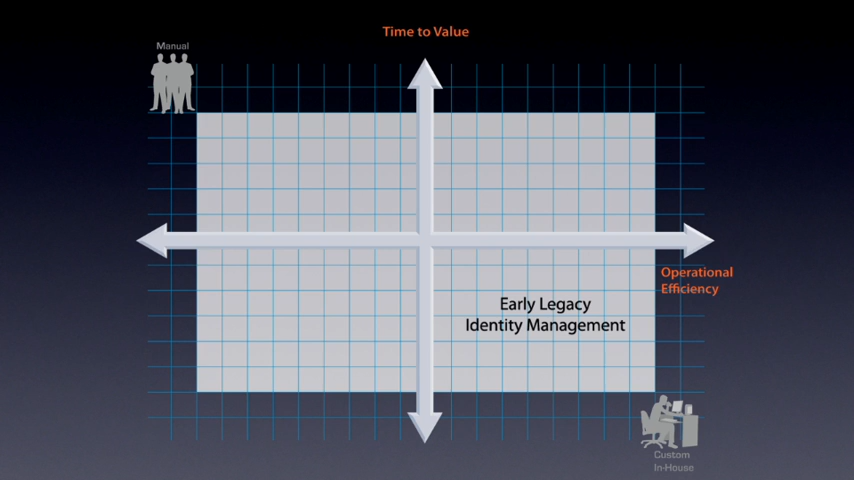 Time to Value
Manual
Operational
Efficiency
Early Legacy
Identity Management
Custom
In-House